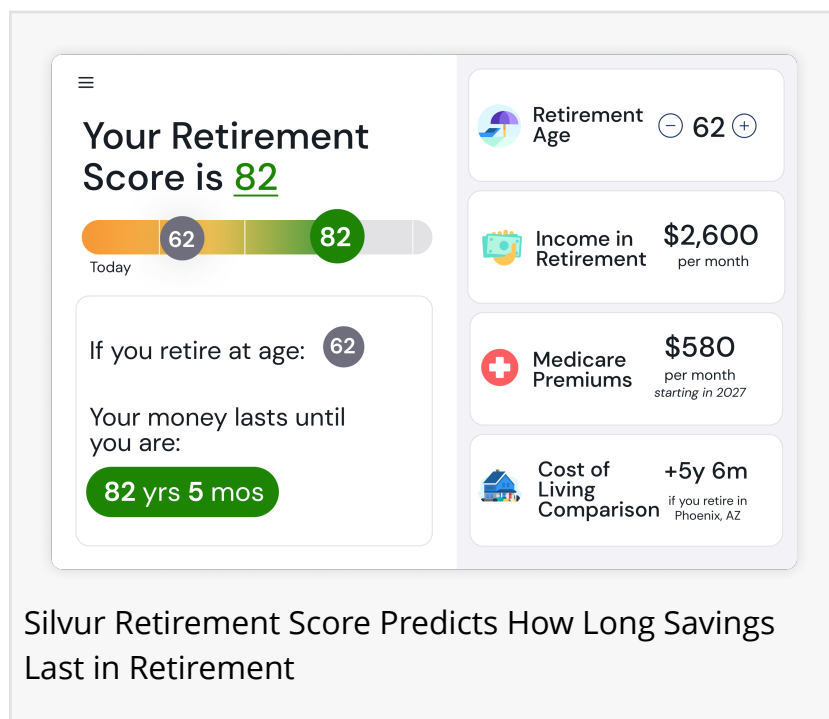 Your Retirement
Score is 82
62
82
Today
If you retire at age: 62
Your money lasts until
you are:
82 yrs 5 mos
Retirement
Age
62
Income in
Retirement
$2,600
per month
Medicare
Premiums
$580
per month
starting in 2027
Cost of
Living
Comparison
+5y 6m
if you retire in
Phoenix, AZ
Silvur Retirement Score Predicts How Long Savings
Last in Retirement